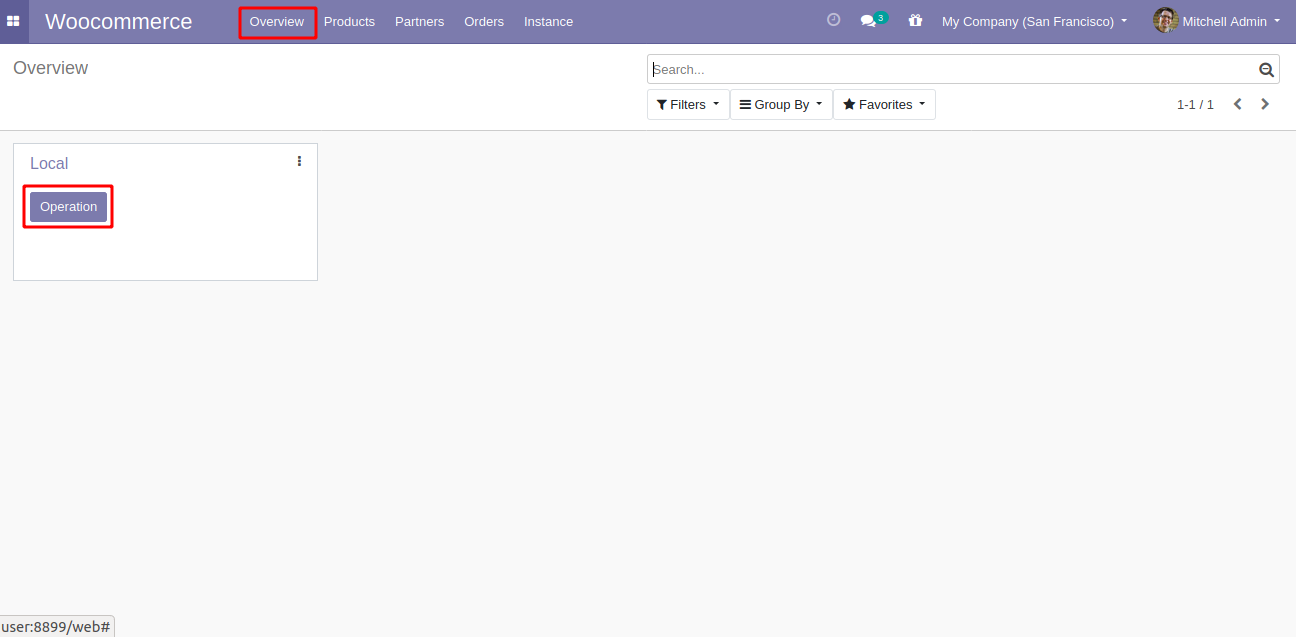 Woocommerce Overview Products Partners Orders Instance 3 My Company (San Francisco) Mitchell Admin
Overview
Search...
Filters Group By Favorites 1-1 / 1
Local
Operation
user:8899/web#